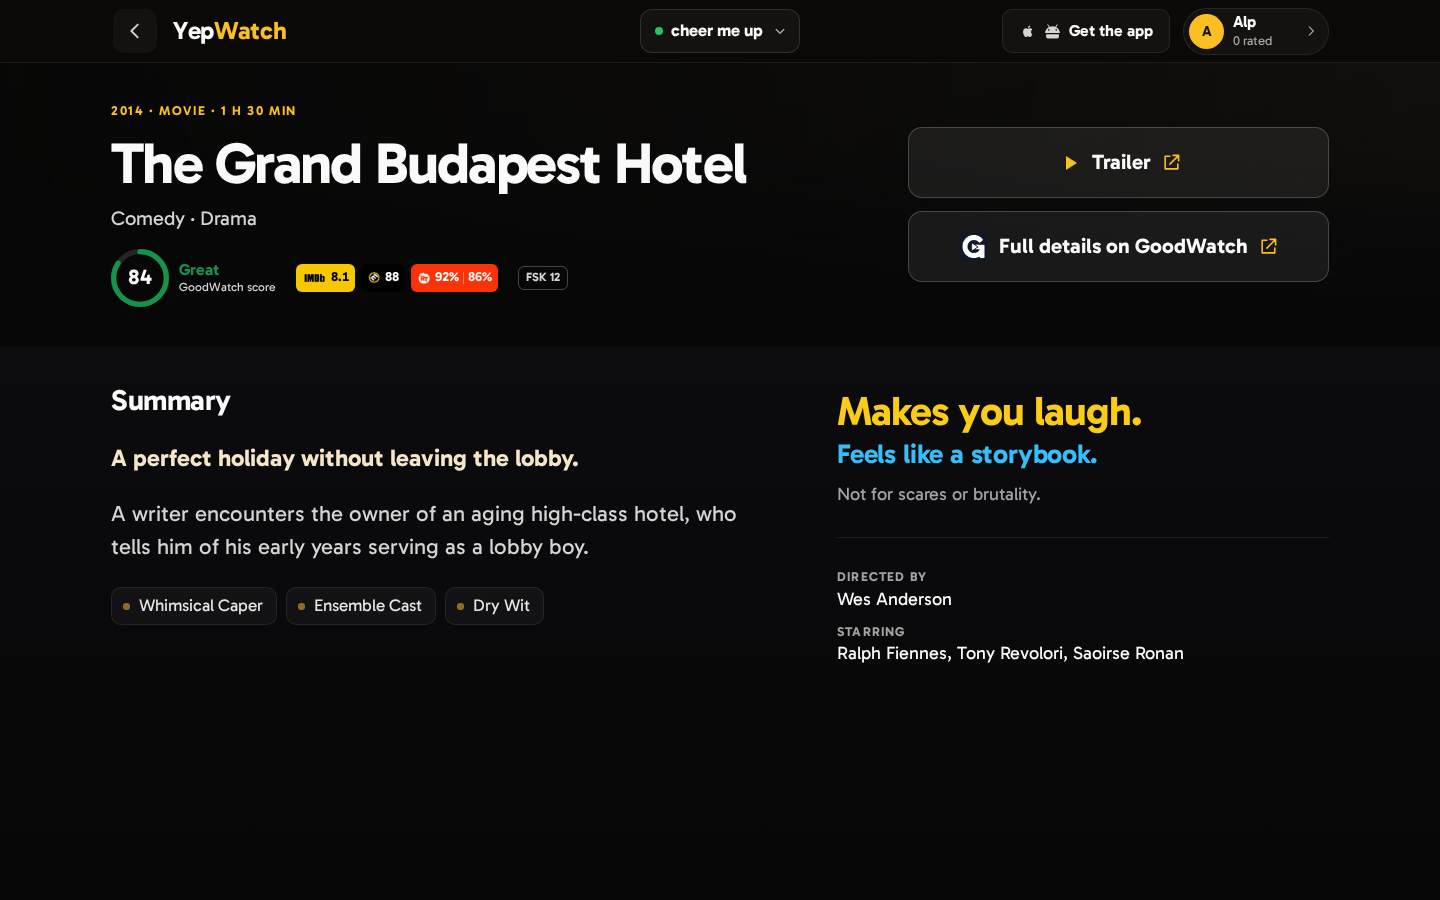 YepWatch
cheer me up
Get the app
A
Alp
0 rated
2014 · MOVIE · 1 H 30 MIN
The Grand Budapest Hotel
Comedy · Drama
84
Great
GoodWatch score
IMDb 8.1
88
92% 86%
FSK 12
Trailer
Full details on GoodWatch
Summary
A perfect holiday without leaving the lobby.
A writer encounters the owner of an aging high-class hotel, who
tells him of his early years serving as a lobby boy.
Whimsical Caper
Ensemble Cast
Dry Wit
Makes you laugh.
Feels like a storybook.
Not for scares or brutality.
DIRECTED BY
Wes Anderson
STARRING
Ralph Fiennes, Tony Revolori, Saoirse Ronan